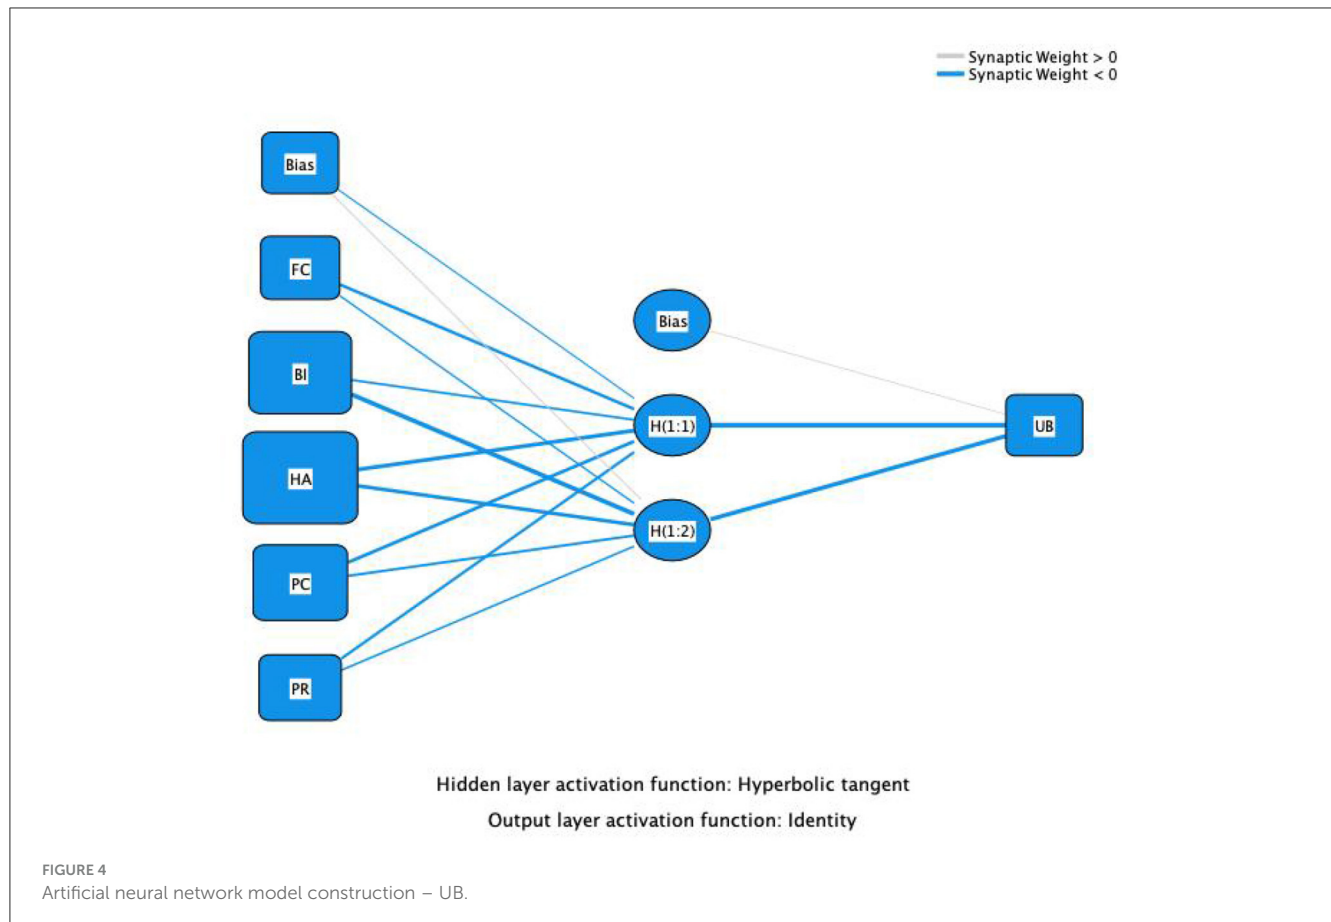 Synaptic Weight > 0
Synaptic Weight < 0
Bias
FC
BI
HA
PC
PR
Bias
H(1:1)
H(1:2)
UB
Hidden layer activation function: Hyperbolic tangent
Output layer activation function: Identity
FIGURE 4
Artificial neural network model construction – UB.